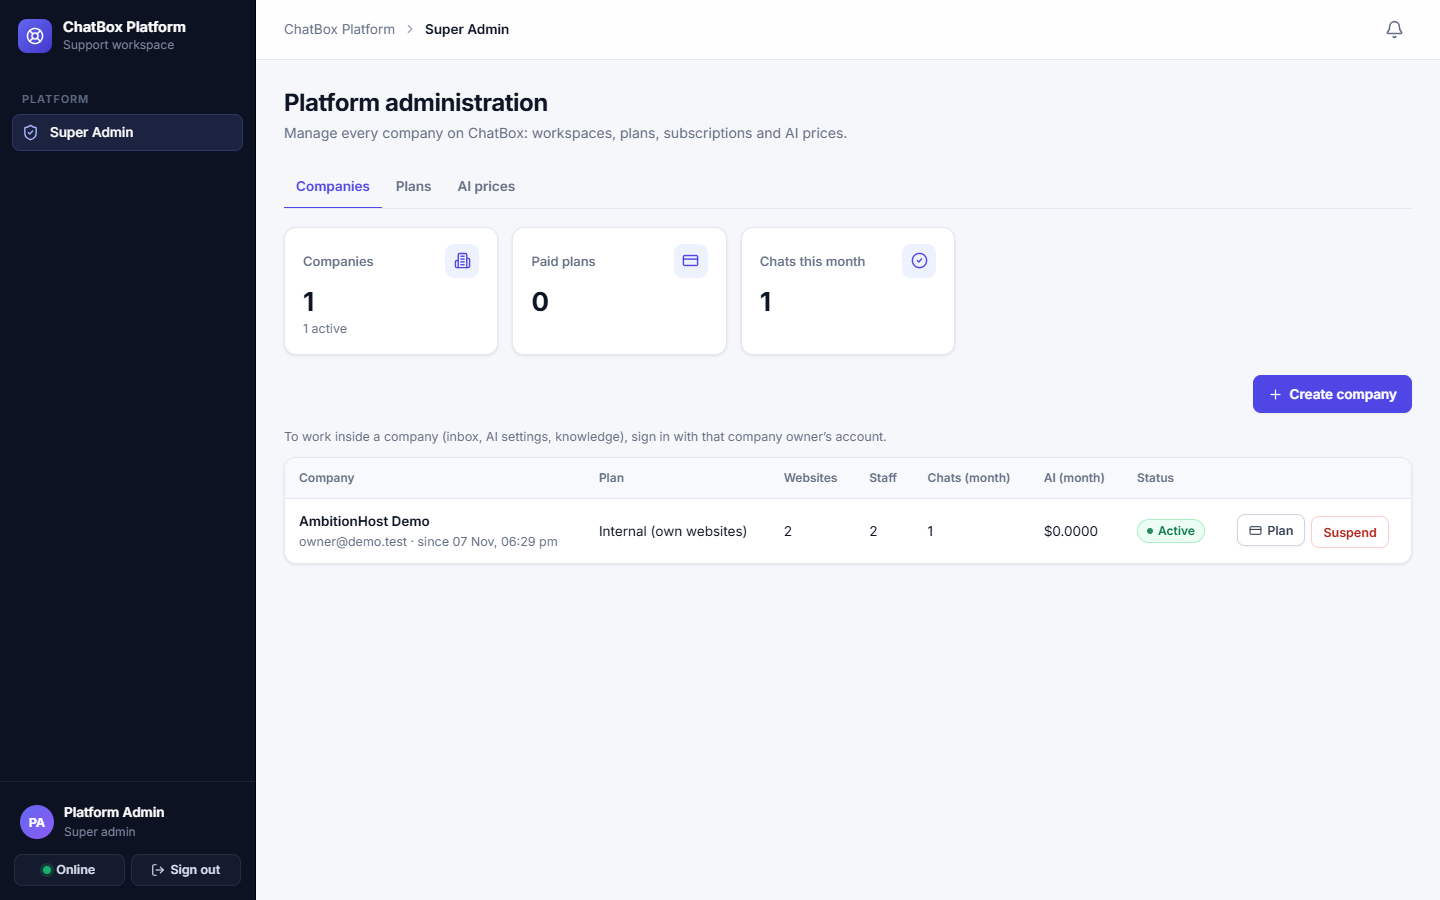 ChatBox Platform
Support workspace
PLATFORM
Super Admin
Platform Admin
PA
Super admin
Online
Sign out
ChatBox Platform > Super Admin
Platform administration
Manage every company on ChatBox: workspaces, plans, subscriptions and AI prices.
Companies Plans AI prices
Companies
1
1 active
Paid plans
0
Chats this month
1
+ Create company
To work inside a company (inbox, AI settings, knowledge), sign in with that company owner’s account.
Company Plan Websites Staff Chats (month) AI (month) Status
AmbitionHost Demo
owner@demo.test · since 07 Nov, 06:29 pm
Internal (own websites) 2 2 1 $0.0000 Active Plan Suspend